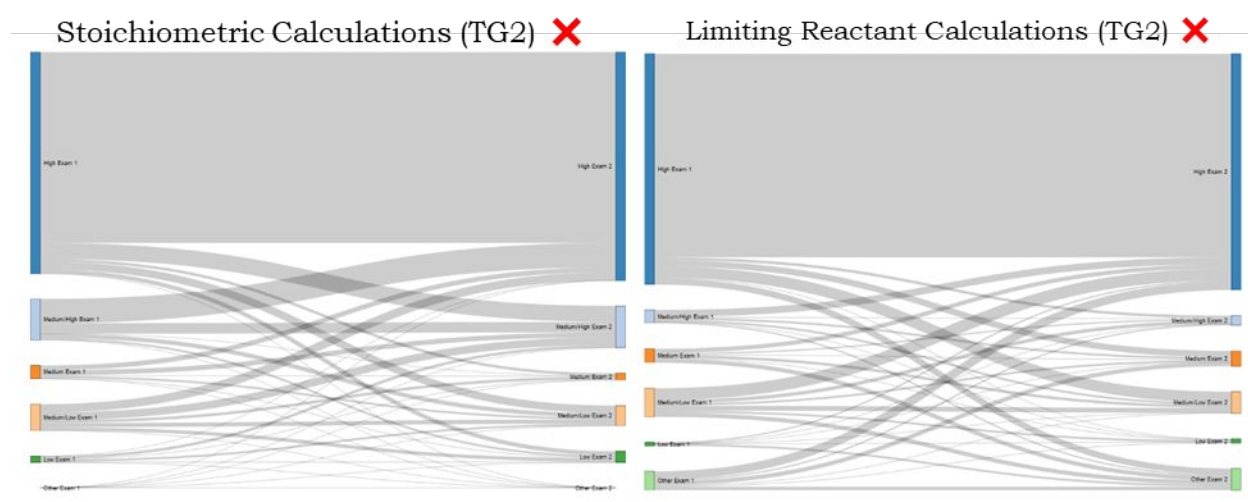 Stoichiometric Calculations (TG2)
High Exam 1
High Exam 2
Medium/High Exam 1
Medium/High Exam 2
Medium Exam 1
Medium Exam 2
Medium/Low Exam 1
Medium/Low Exam 2
Low Exam 1
Low Exam 2
Other Exam 1
Other Exam 2
Limiting Reactant Calculations (TG2)
High Exam 1
High Exam 2
Medium/High Exam 1
Medium/High Exam 2
Medium Exam 1
Medium Exam 2
Medium/Low Exam 1
Medium/Low Exam 2
Low Exam 1
Low Exam 2
Other Exam 1
Other Exam 2